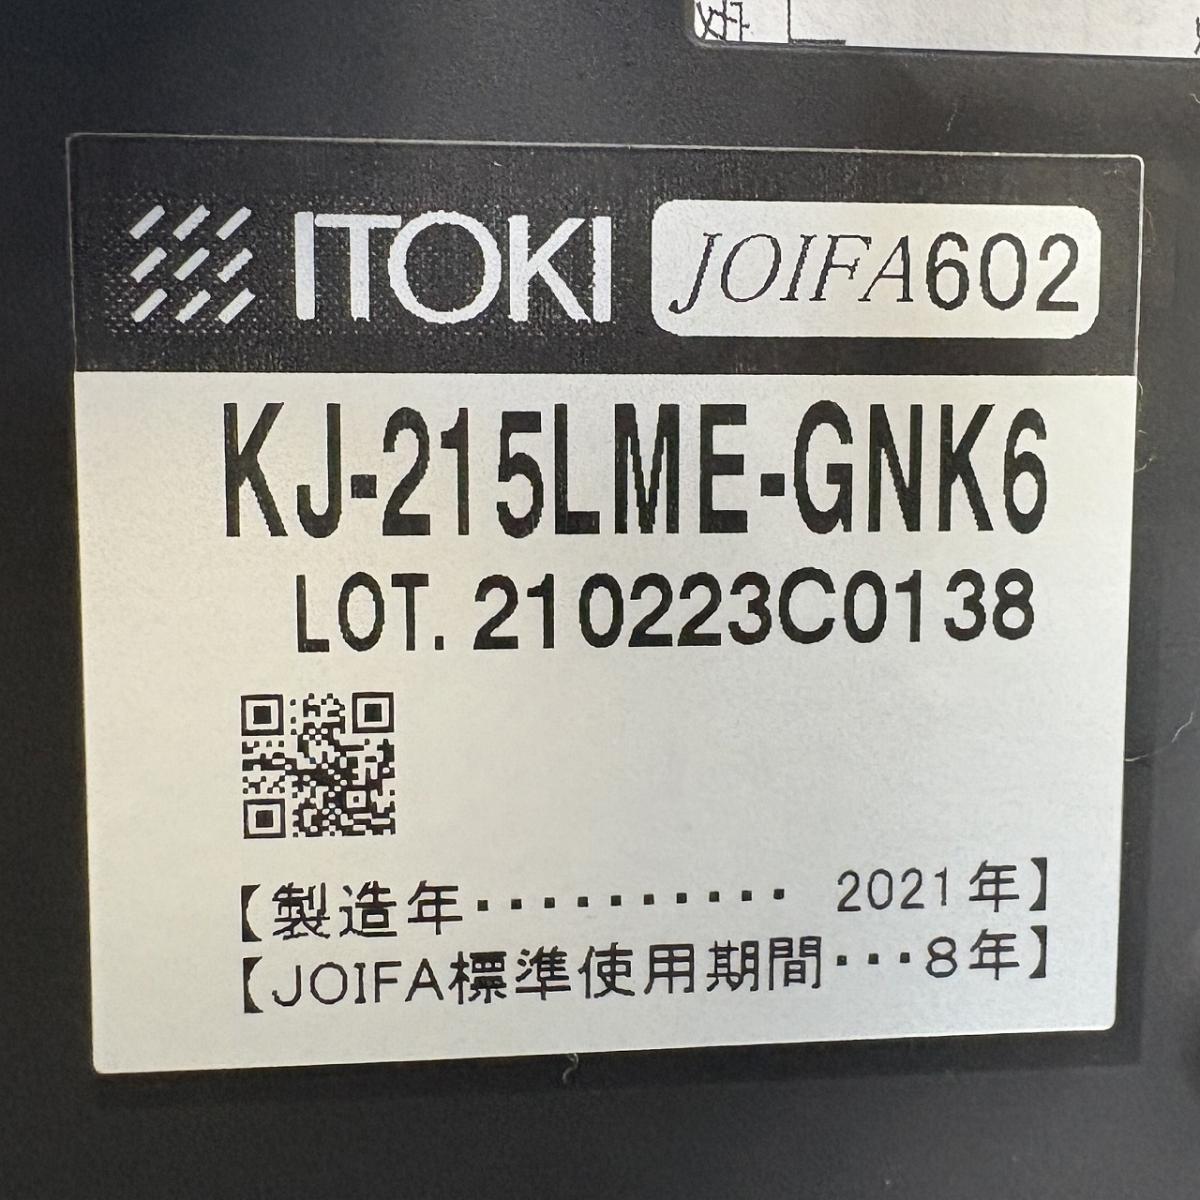 ITOKI JOIFA602
KJ-215LME-GNK6
LOT. 210223C0138
【製造年・・・・・・・・・・ 2021年】
【JOIFA標準使用期間・・・8年】